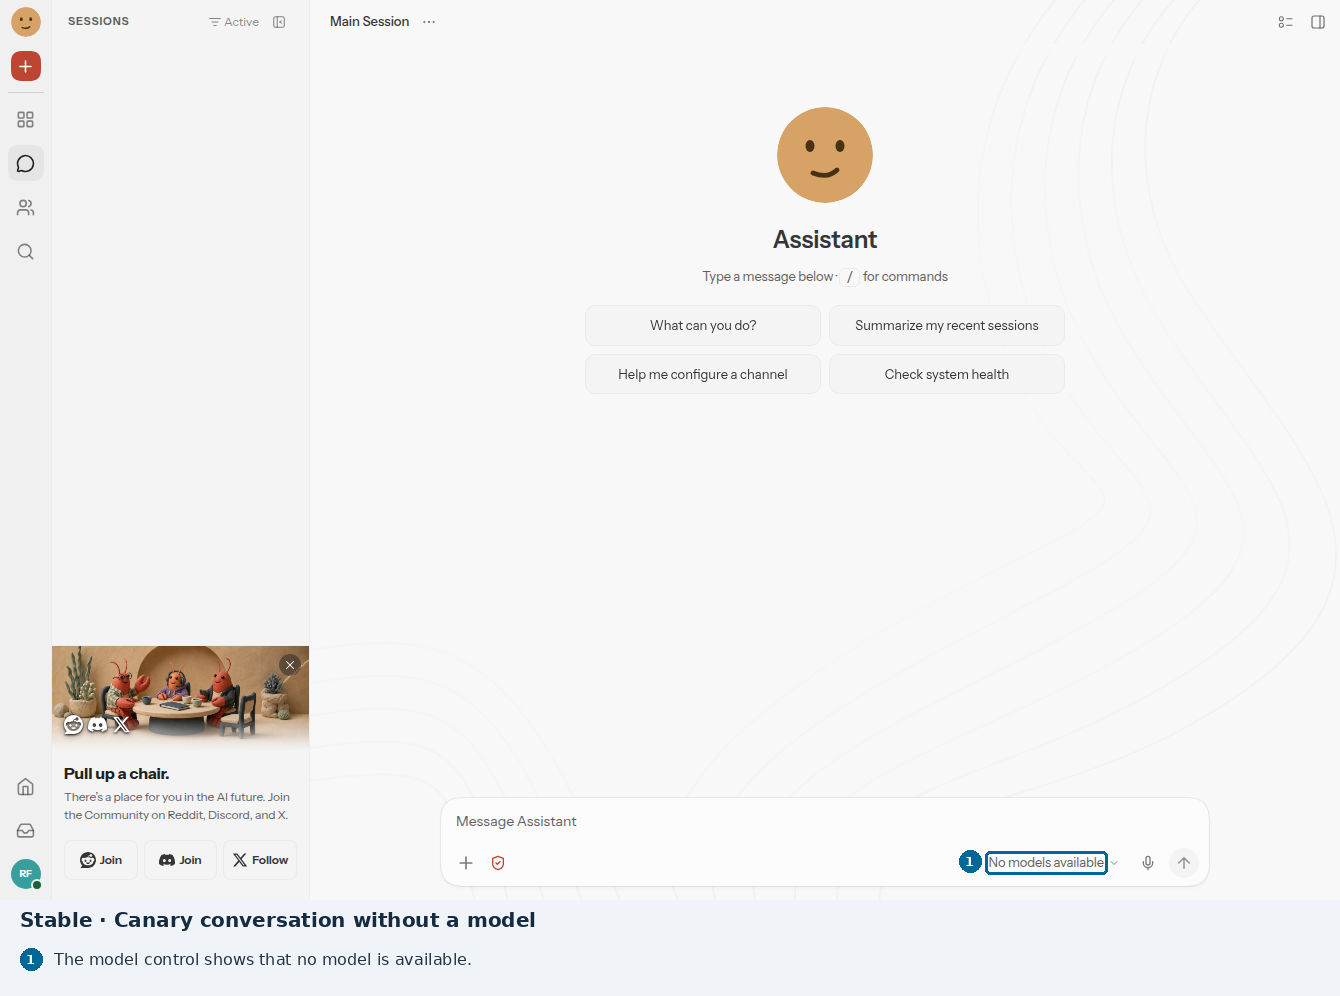 SESSIONS
Active
Main Session
Assistant
Type a message below · / for commands
What can you do?
Summarize my recent sessions
Help me configure a channel
Check system health
Pull up a chair.
There's a place for you in the AI future. Join
the Community on Reddit, Discord, and X.
Join
Join
Follow
RF
Message Assistant
1
No models available
Stable · Canary conversation without a model
1 The model control shows that no model is available.